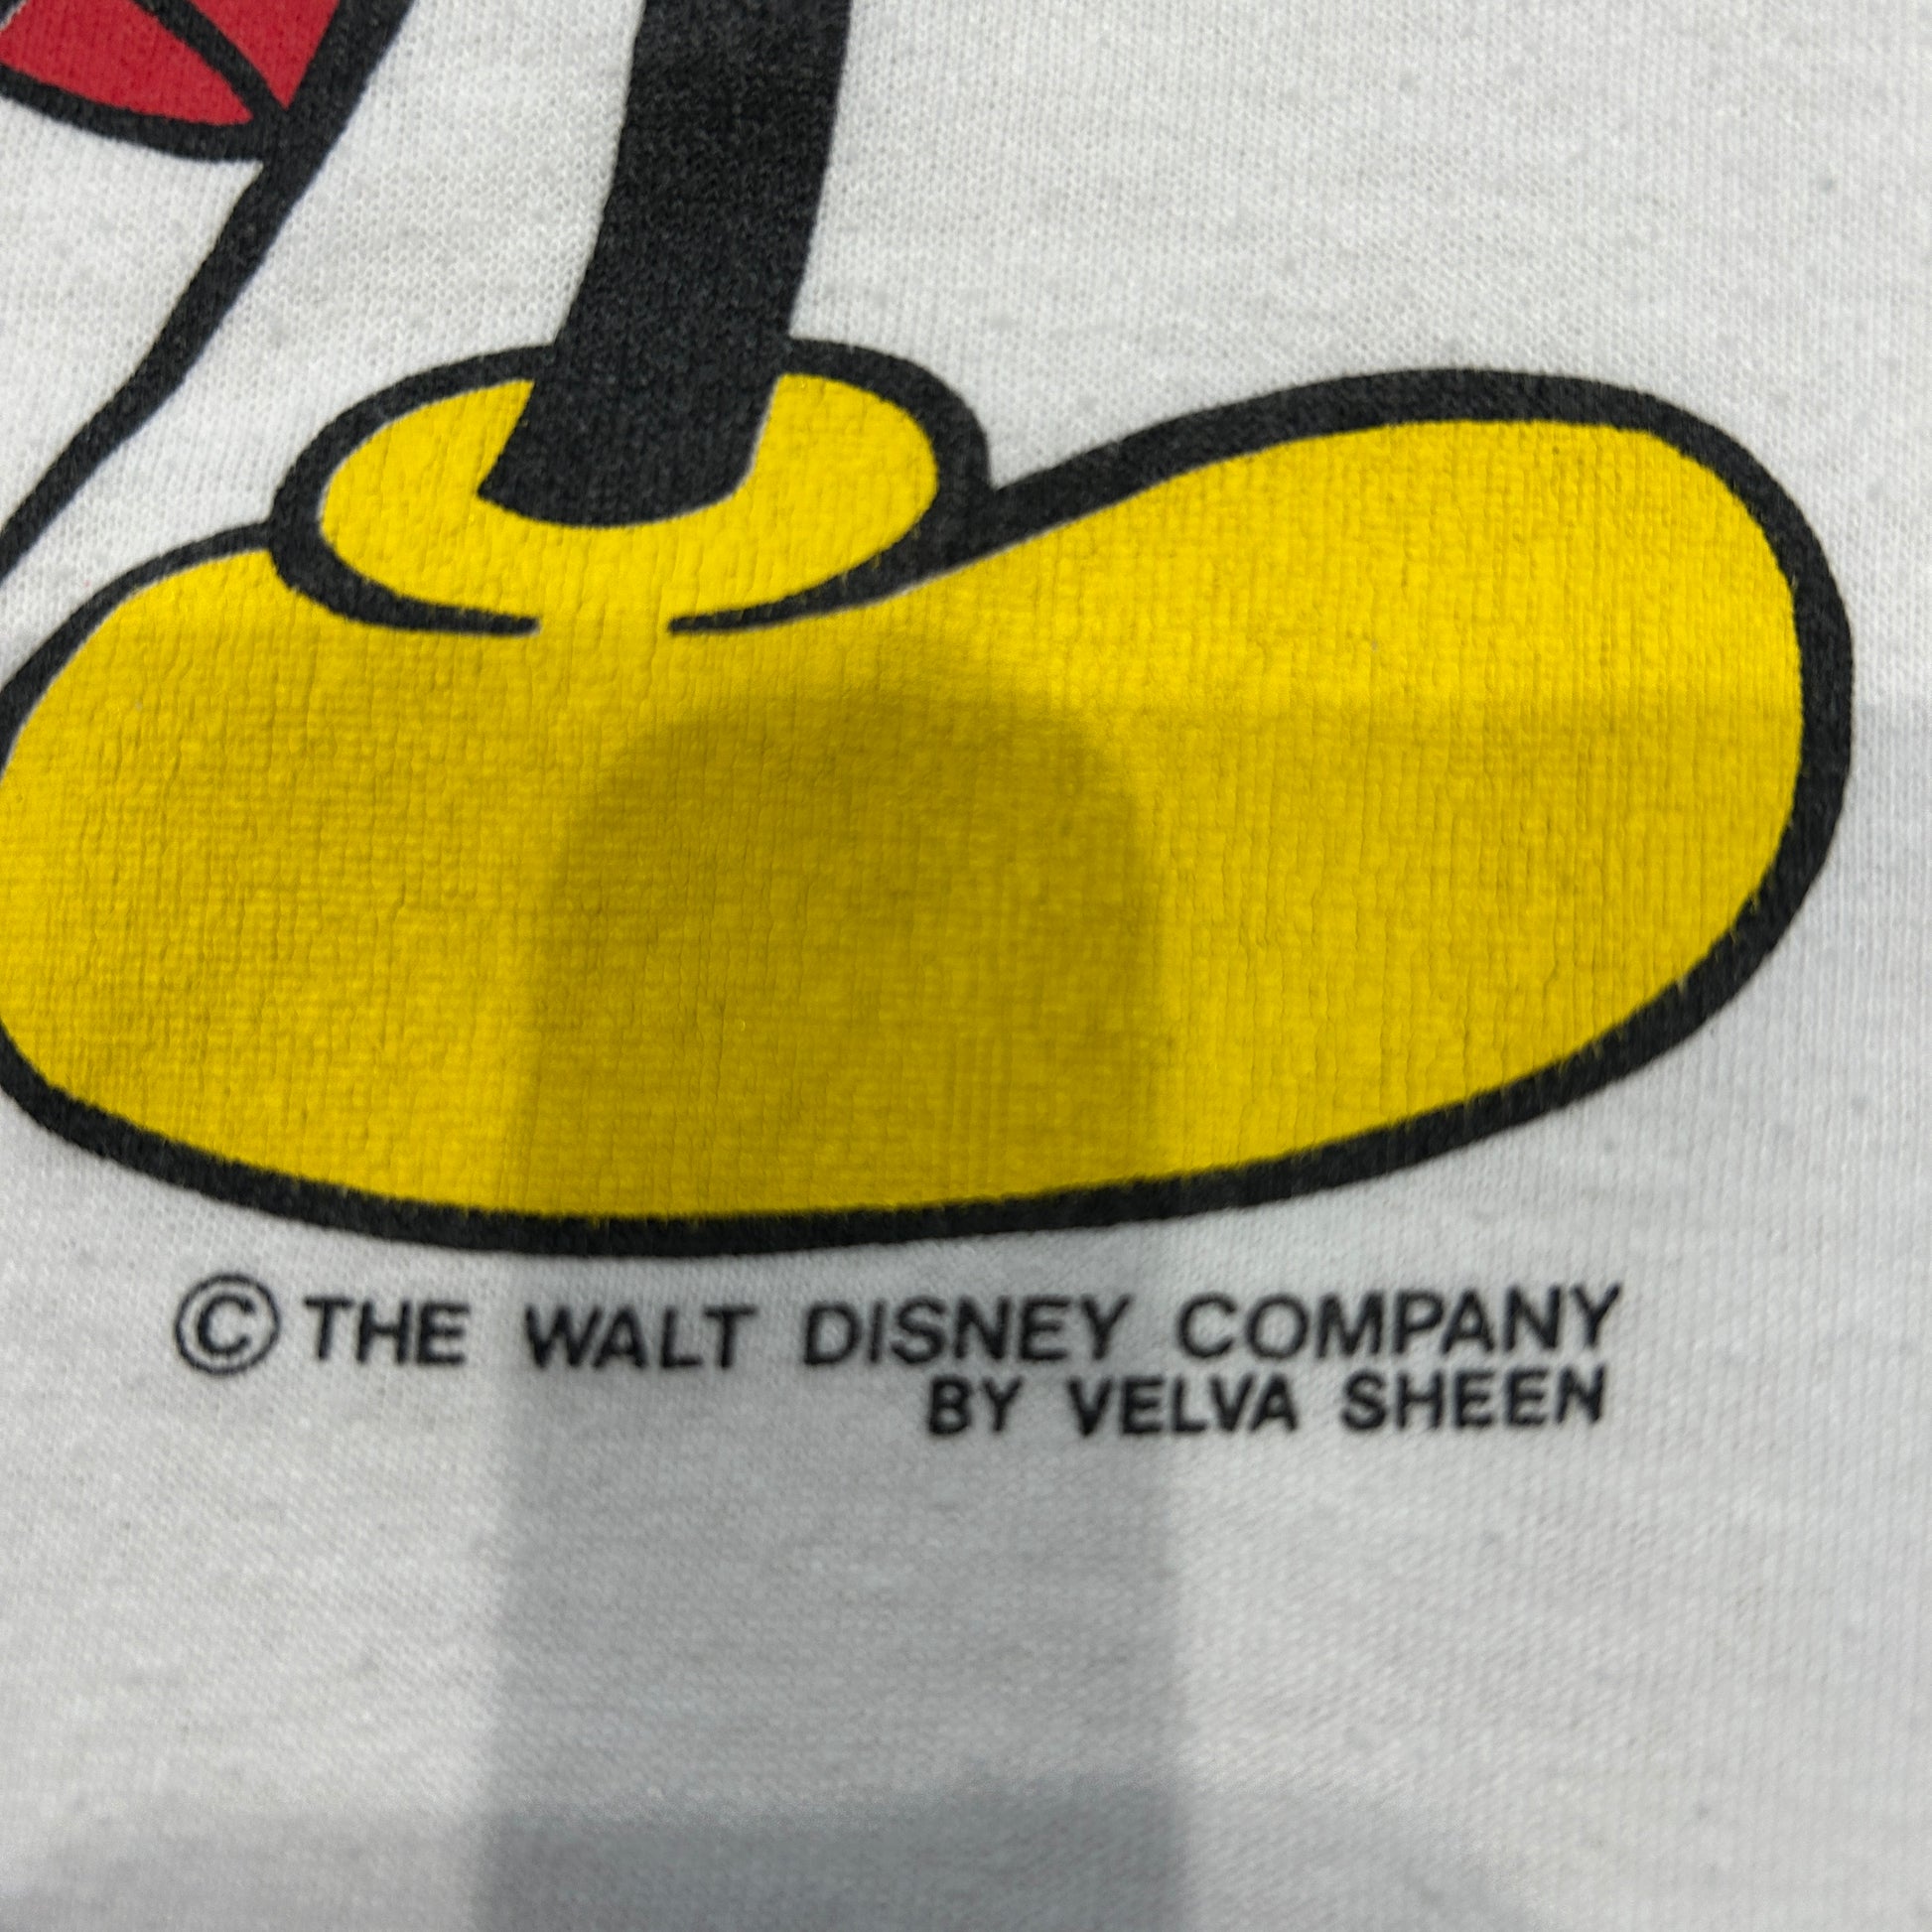 © THE WALT DISNEY COMPANY
BY VELVA SHEEN